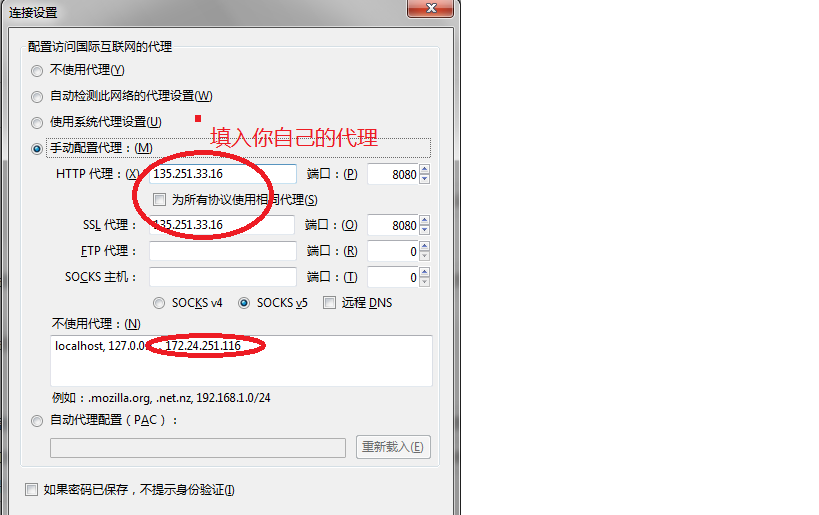 连接设置
配置访问国际互联网的代理
不使用代理(Y)
自动检测此网络的代理设置(W)
使用系统代理设置(U)
填入你自己的代理
手动配置代理：(M)
HTTP 代理：(X) 135.251.33.16 端口：(P) 8080
为所有协议使用相同代理(S)
SSL 代理： 135.251.33.16 端口：(O) 8080
FTP 代理： 端口：(R) 0
SOCKS 主机 端口：(T) 0
SOCKS v4 SOCKS v5 远程 DNS
不使用代理：(N)
localhost, 127.0.0 172.24.251.116
例如：.mozilla.org, .net.nz, 192.168.1.0/24
自动代理配置（PAC）：
重新载入(E)
如果密码已保存，不提示身份验证(I)